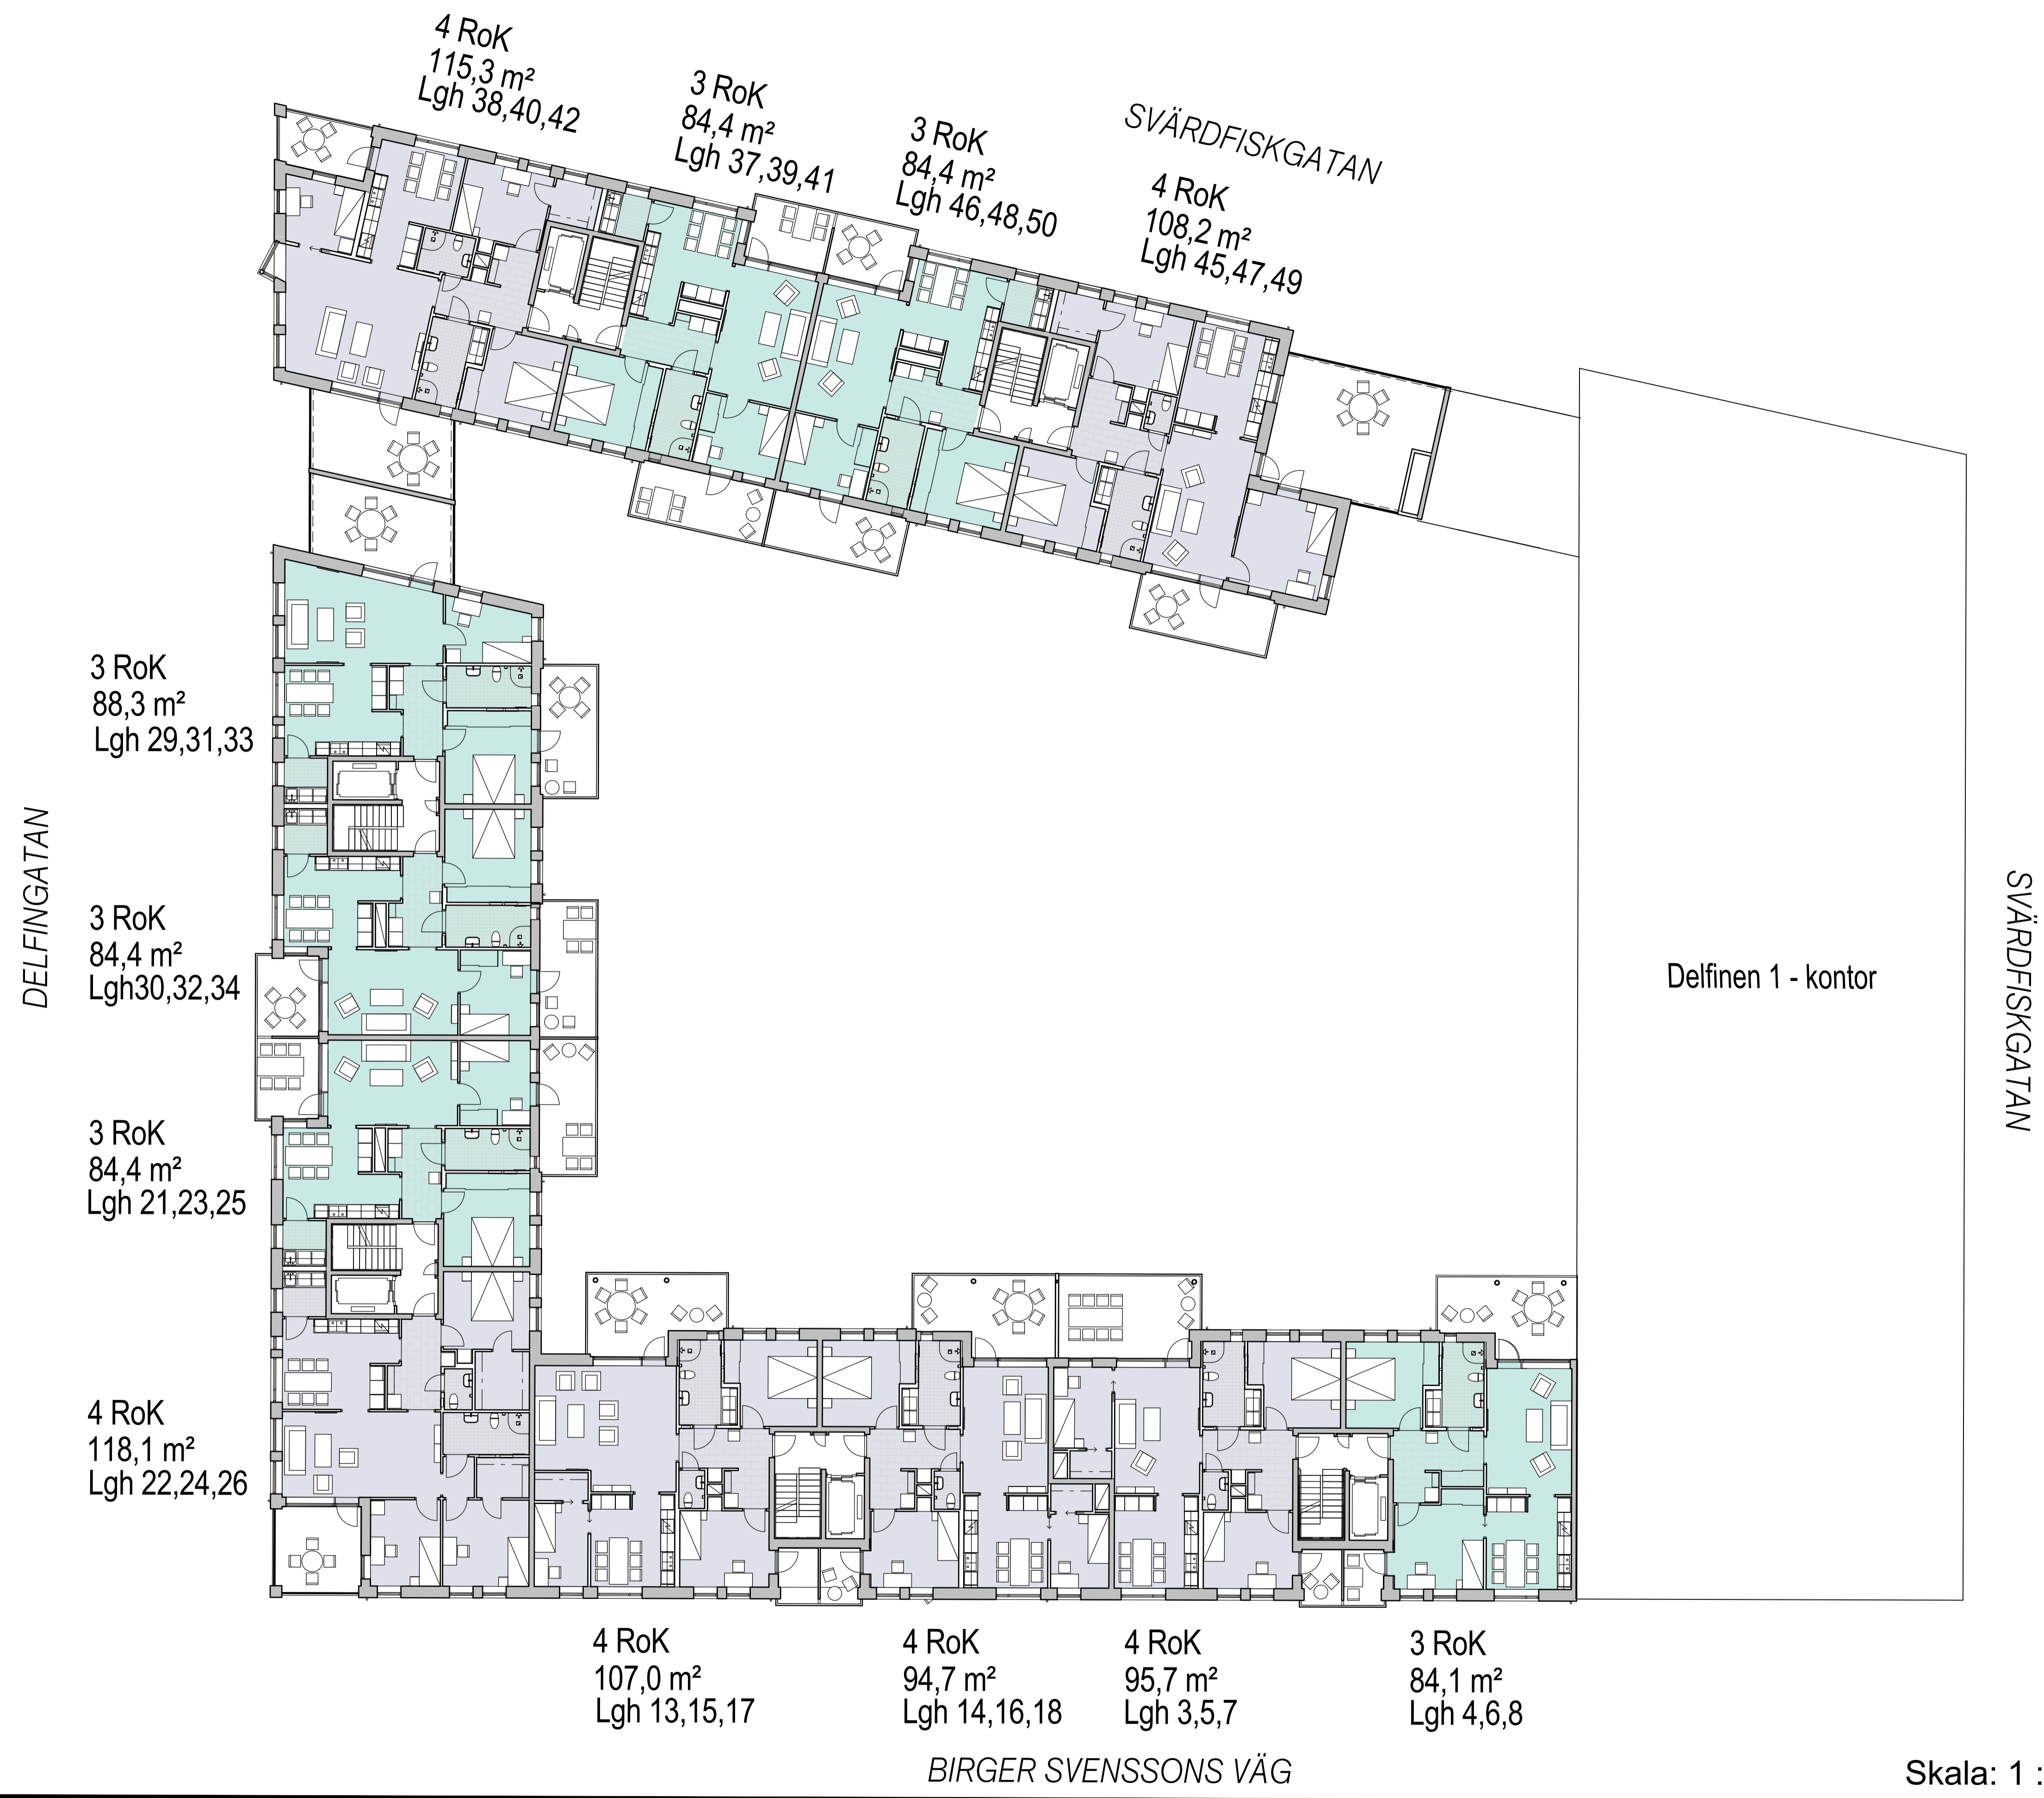 4 RoK
115,3 m²
Lgh 38,40,42
3 RoK
84,4 m²
Lgh 37,39,41
3 RoK
84,4 m²
Lgh 46,48,50
SVÄRDFISKGATAN
4 RoK
108,2 m²
Lgh 45,47,49
3 RoK
88,3 m²
Lgh 29,31,33
DELFINGATAN
3 RoK
84,4 m²
Lgh30,32,34
Delfinen 1 - kontor
SVÄRDFISKGATAN
3 RoK
84,4 m²
Lgh 21,23,25
4 RoK
118,1 m²
Lgh 22,24,26
4 RoK
107,0 m²
Lgh 13,15,17
4 RoK
94,7 m²
Lgh 14,16,18
4 RoK
95,7 m²
Lgh 3,5,7
3 RoK
84,1 m²
Lgh 4,6,8
BIRGER SVENSSONS VÄG
Skala: 1 :